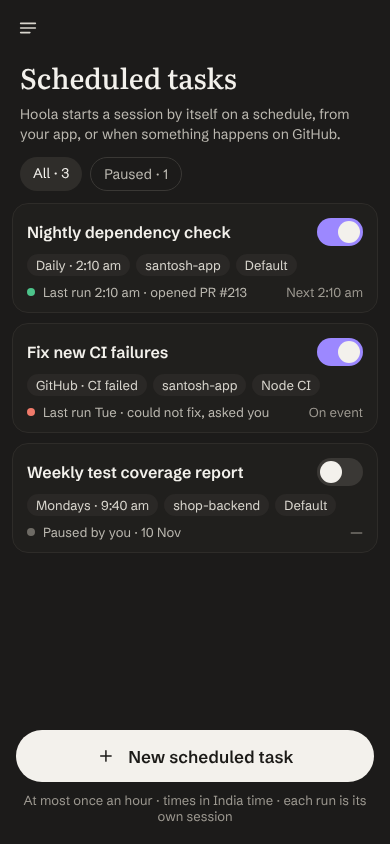 Scheduled tasks
Hoola starts a session by itself on a schedule, from
your app, or when something happens on GitHub.
All · 3
Paused · 1
Nightly dependency check
Daily · 2:10 am
santosh-app
Default
Last run 2:10 am · opened PR #213
Next 2:10 am
Fix new CI failures
GitHub · CI failed
santosh-app
Node CI
Last run Tue · could not fix, asked you
On event
Weekly test coverage report
Mondays · 9:40 am
shop-backend
Default
Paused by you · 10 Nov
—
+ New scheduled task
At most once an hour · times in India time · each run is its
own session